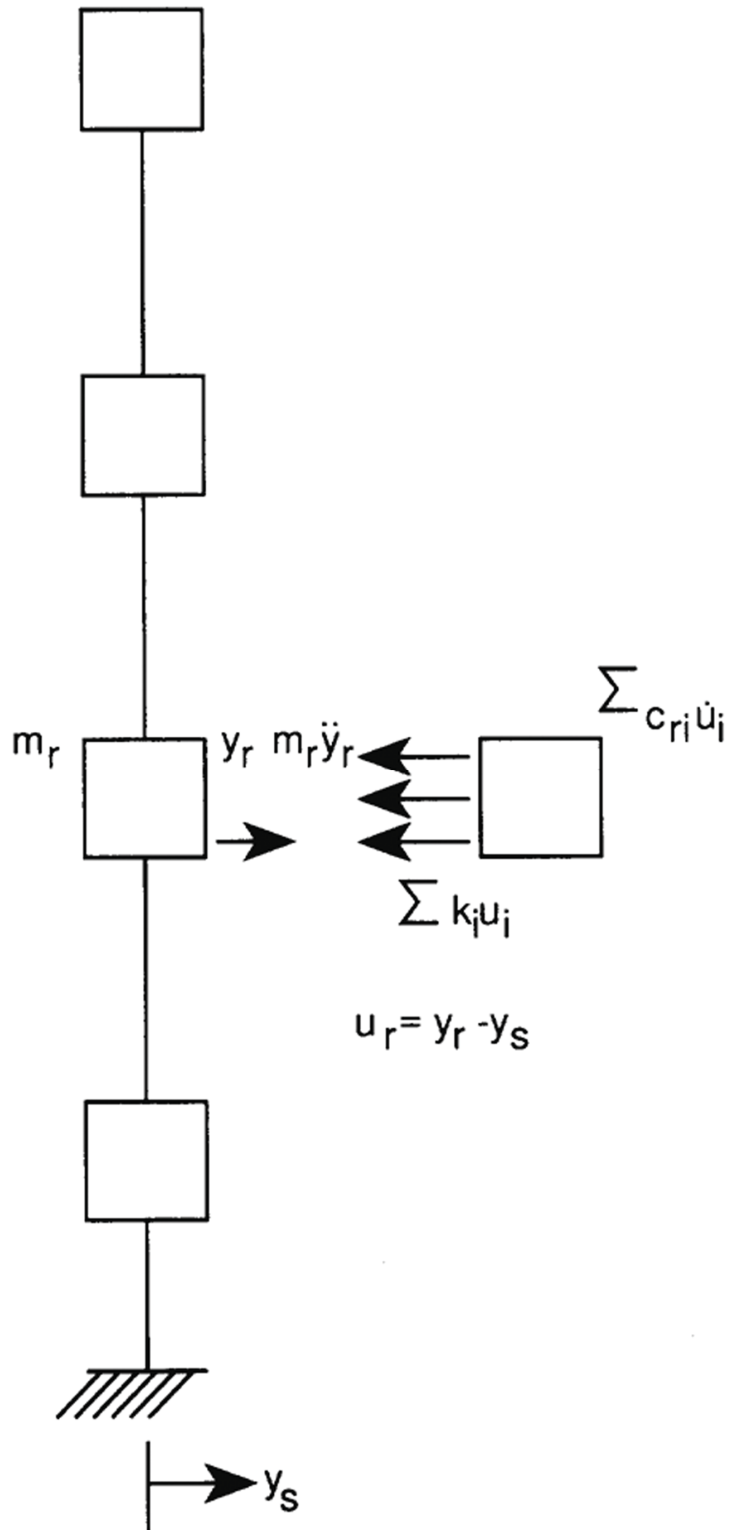 ∑ c_ri u̇_i
m_r
y_r
m_r ÿ_r
∑ k_i u_i
u_r = y_r - y_s
y_s